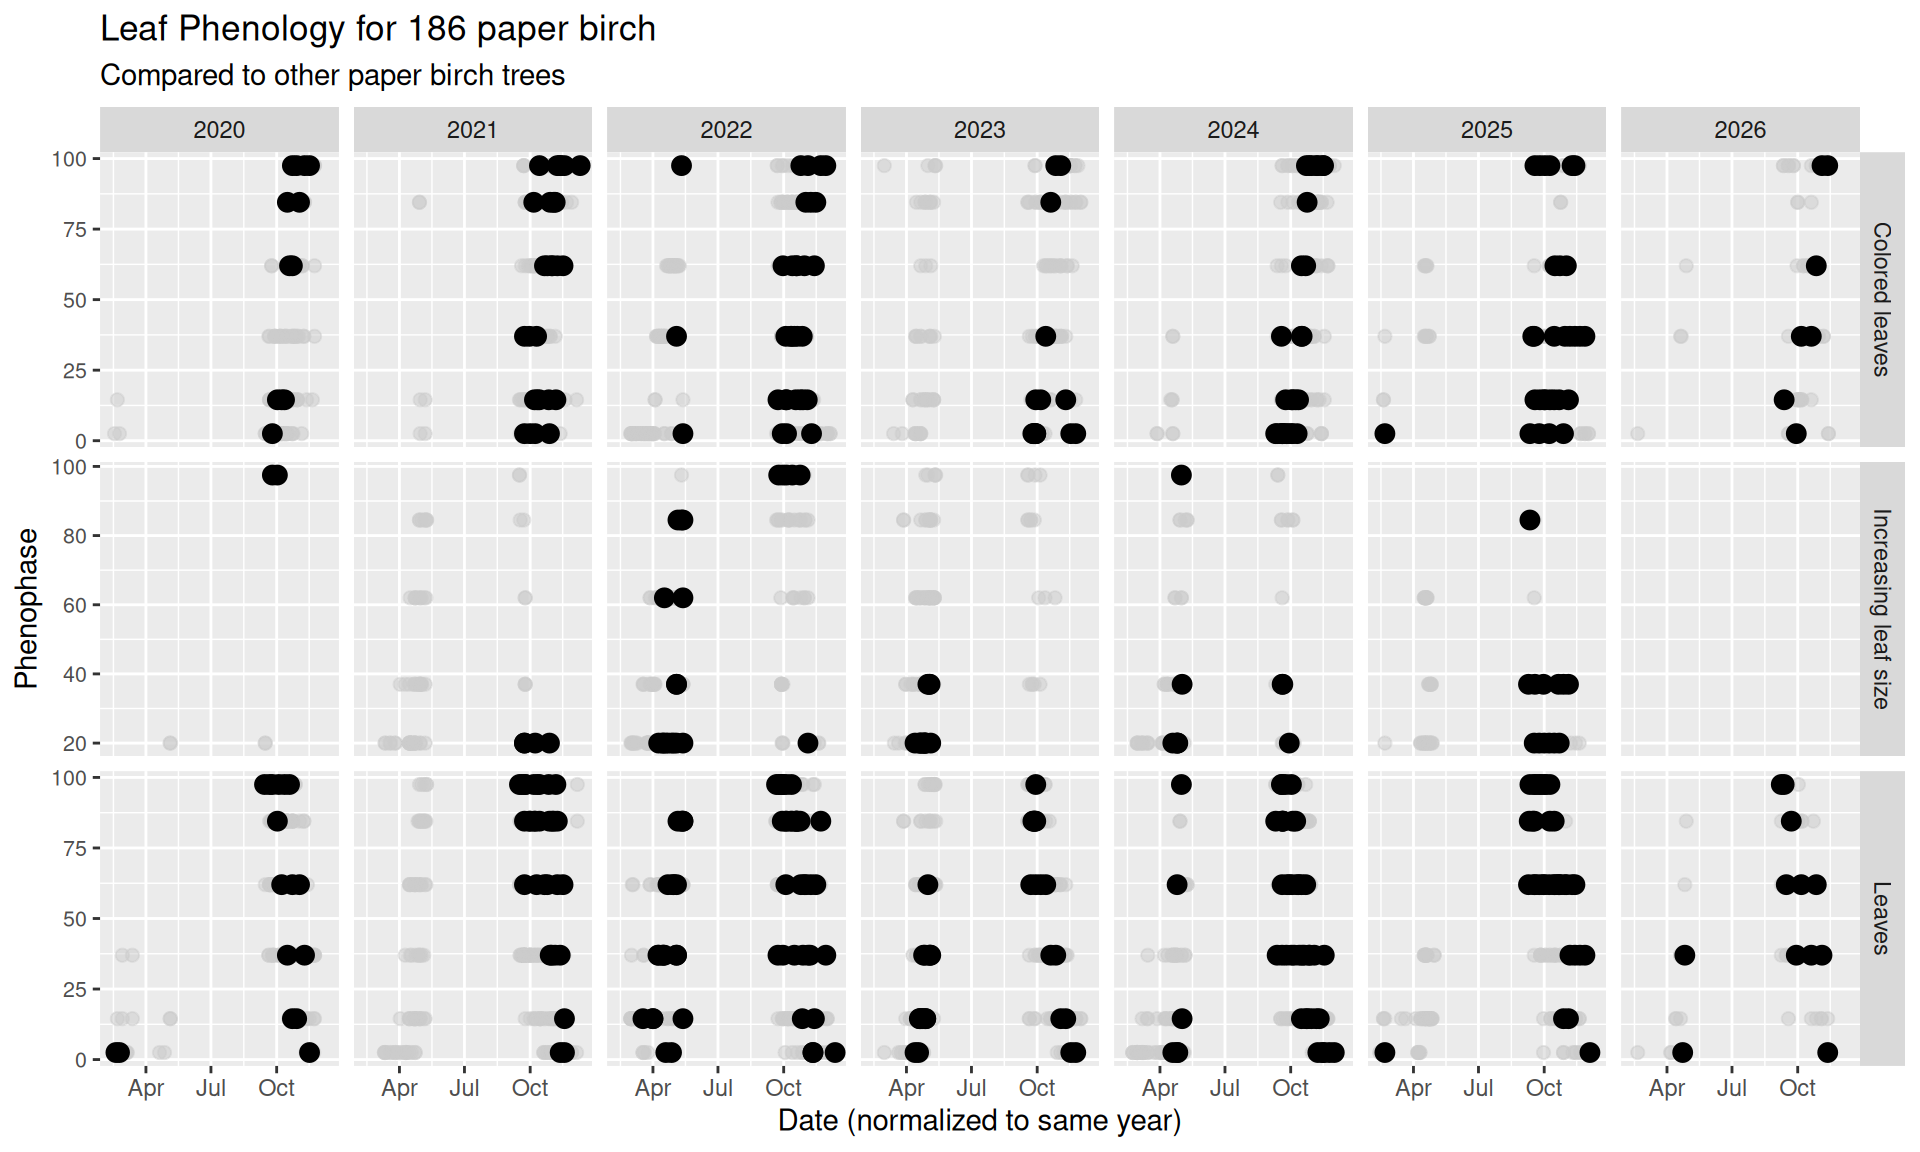 Leaf Phenology for 186 paper birch
Compared to other paper birch trees
2020 2021 2022 2023 2024 2025 2026
100
75
50
25
0
Colored leaves
100
80
60
40
20
Increasing leaf size
100
75
50
25
0
Leaves
Phenophase
Apr Jul Oct Apr Jul Oct Apr Jul Oct Apr Jul Oct Apr Jul Oct Apr Jul Oct Apr Jul Oct
Date (normalized to same year)